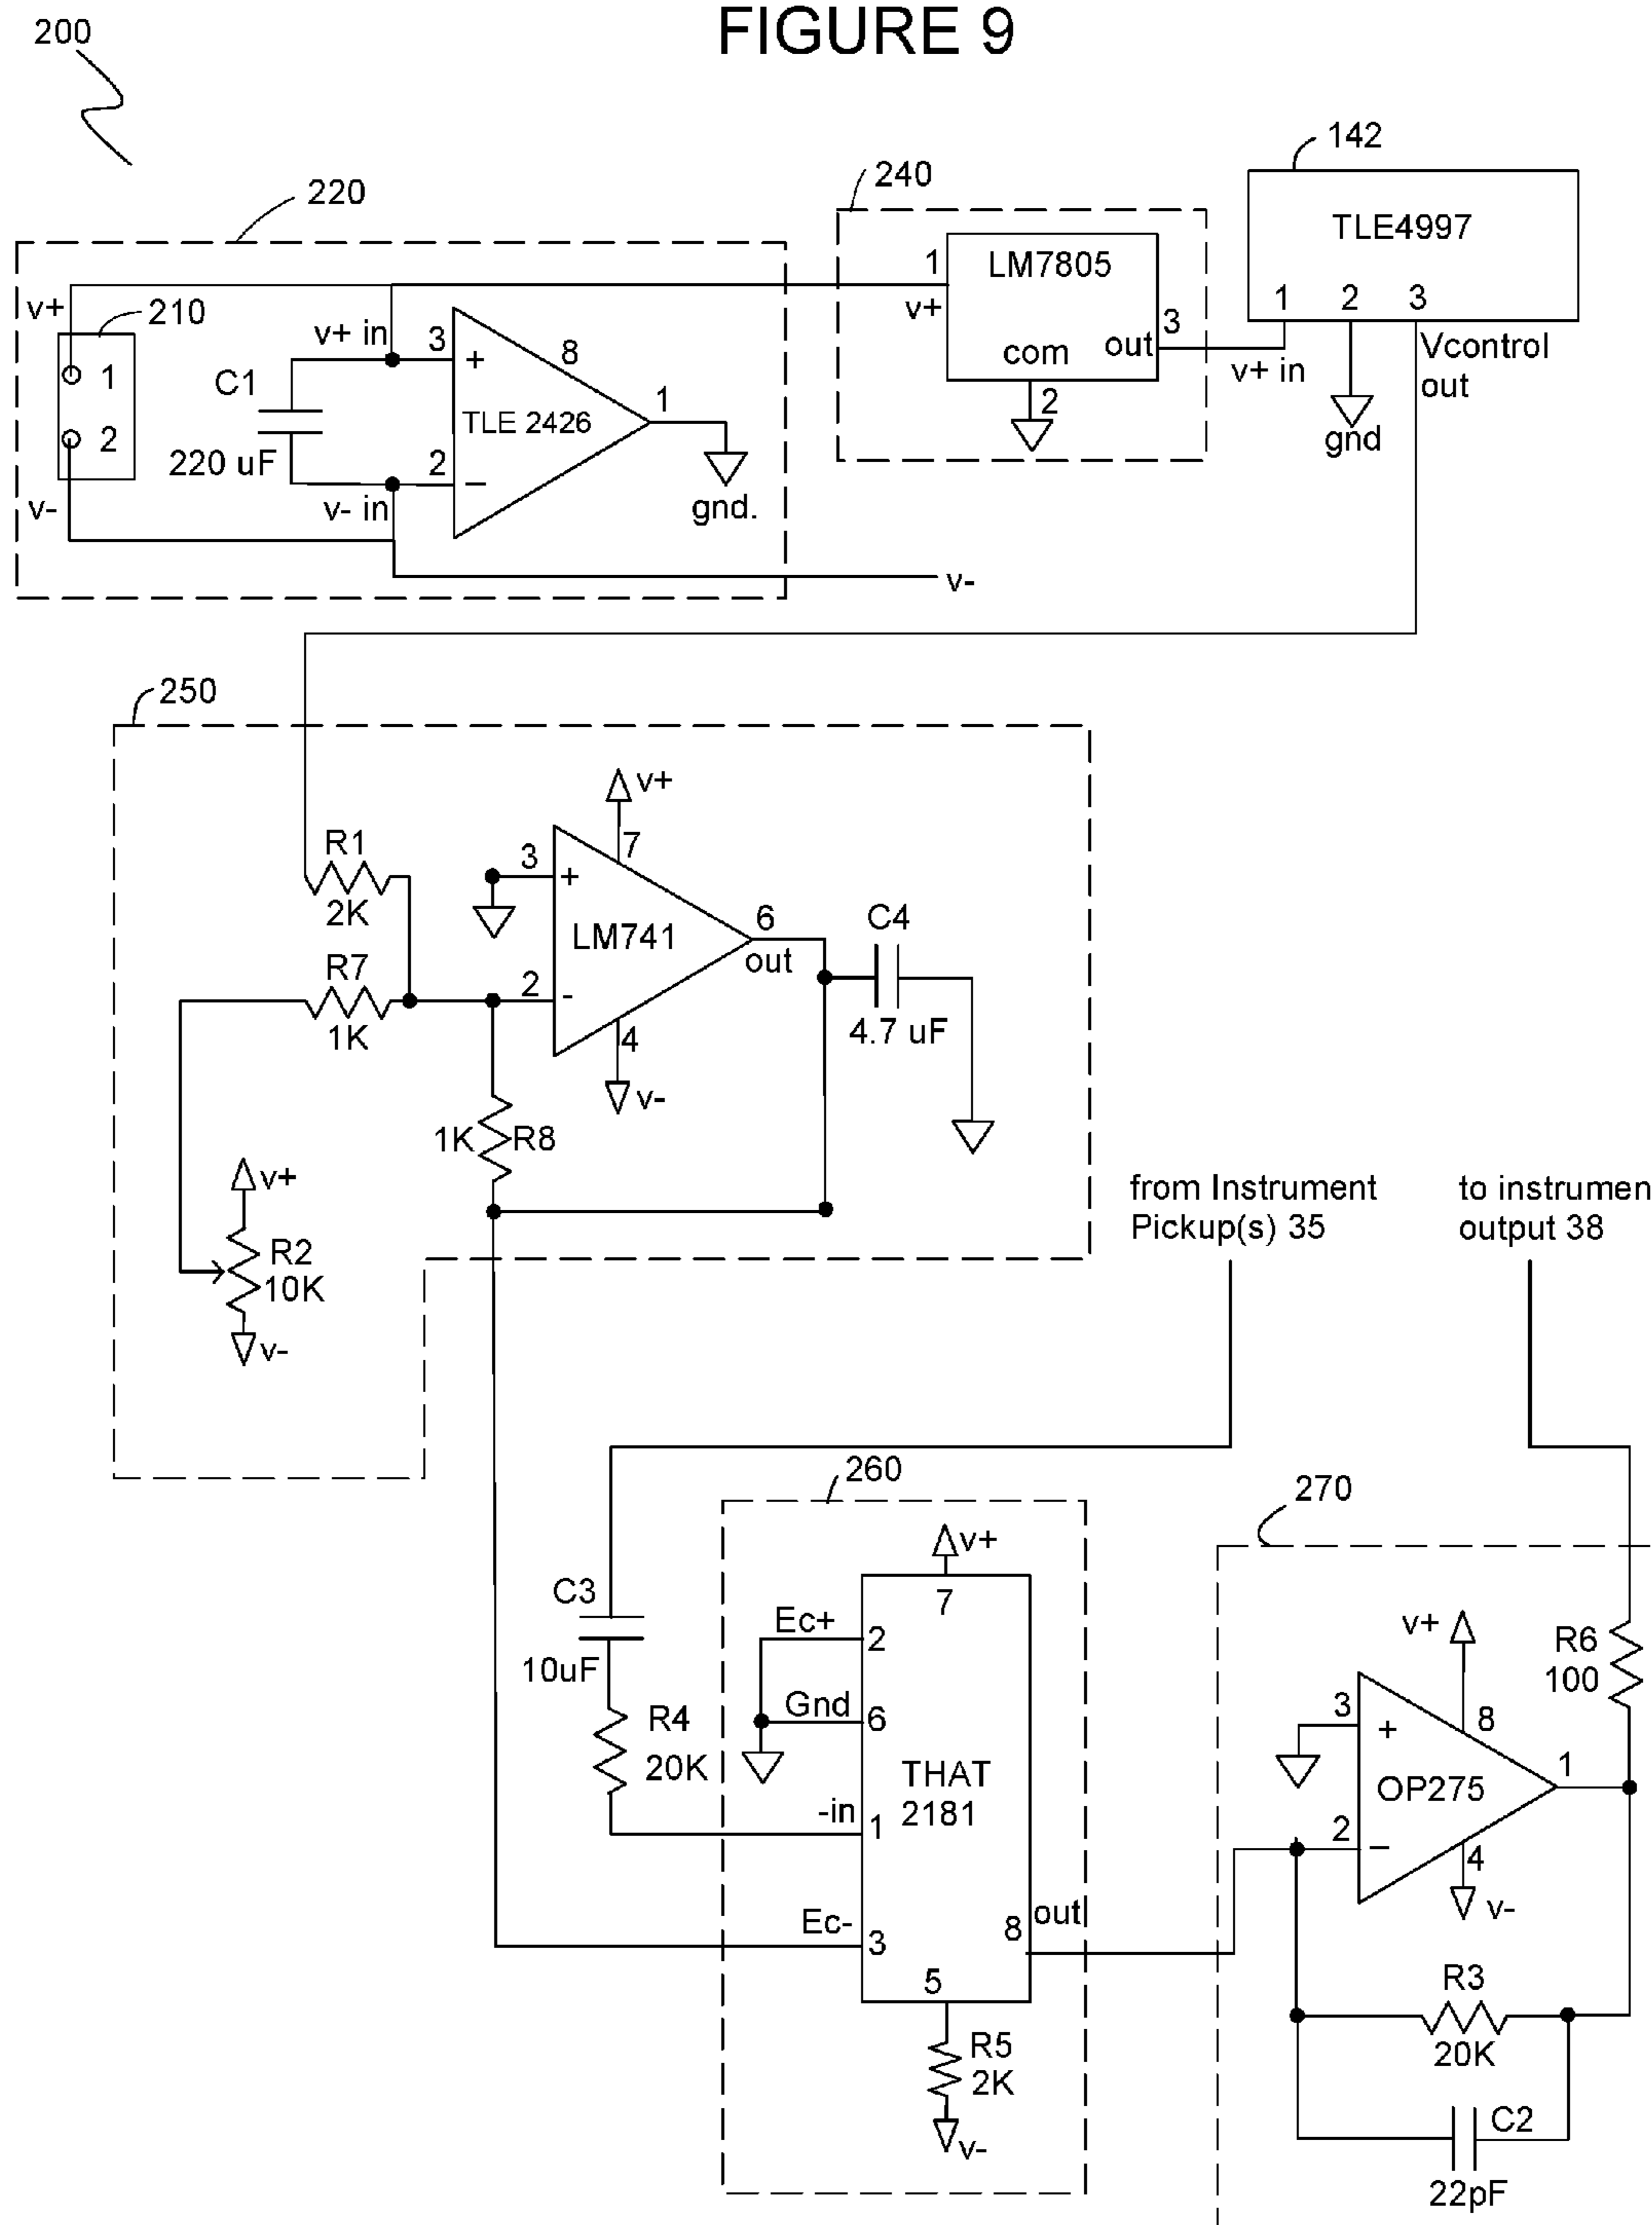 FIGURE 9
200
220
240
142
TLE4997
1 2 3
Vcontrol
out
v+ in
gnd
LM7805
1
v+
3
out
com
2
v+
210
1
2
v-
v+ in
C1
220 uF
v- in
3
+
8
TLE 2426
1
2
−
gnd.
v-
250
R1
2K
R7
1K
v+
7
3
+
LM741
6
out
C4
4.7 uF
2
-
4
v-
1K
R8
v+
R2
10K
v-
from Instrument
Pickup(s) 35
to instrumen
output 38
260
270
v+
7
C3
10uF
Ec+
2
Gnd
6
R4
20K
THAT
2181
-in
1
Ec-
3
8
out
5
R5
2K
v-
v+
R6
100
3
+
8
OP275
1
2
−
4
v-
R3
20K
C2
22pF